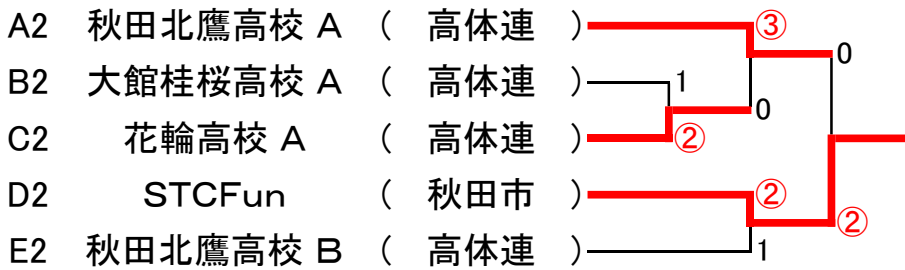 A2 秋田北鷹高校 A ( 高体連 ) ③
0
B2 大館桂桜高校 A ( 高体連 ) 1
0
C2 花輪高校 A ( 高体連 ) ②
D2 STCFun ( 秋田市 ) ②
②
E2 秋田北鷹高校 B ( 高体連 ) 1